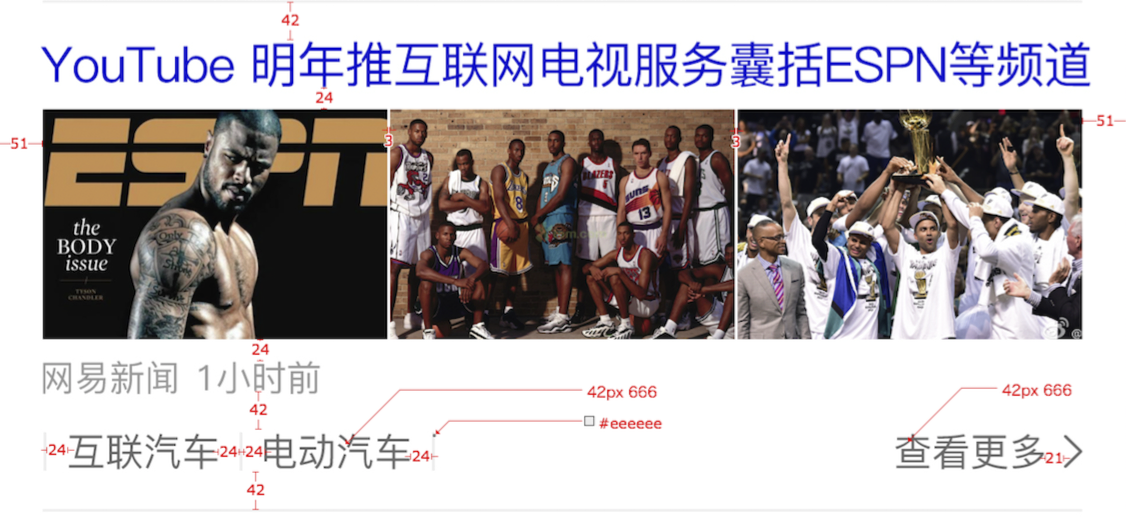 42
YouTube 明年推互联网电视服务囊括ESPN等频道
24
51
3
3
51
ESPN
the
BODY
issue
TYSON
CHANDLER
24
网易新闻 1小时前
42
42px 666
42px 666
#eeeeee
24 互联汽车 24 24 电动汽车 24
查看更多 21
42